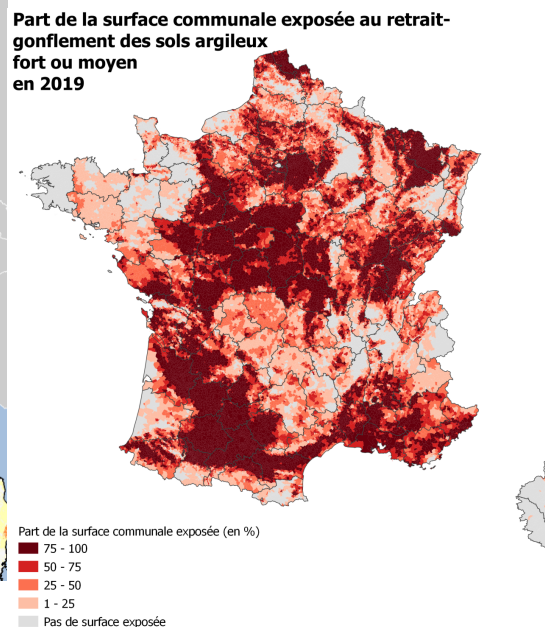 Part de la surface communale exposée au retrait-
gonflement des sols argileux
fort ou moyen
en 2019
Part de la surface communale exposée (en %)
75 - 100
50 - 75
25 - 50
1 - 25
Pas de surface exposée